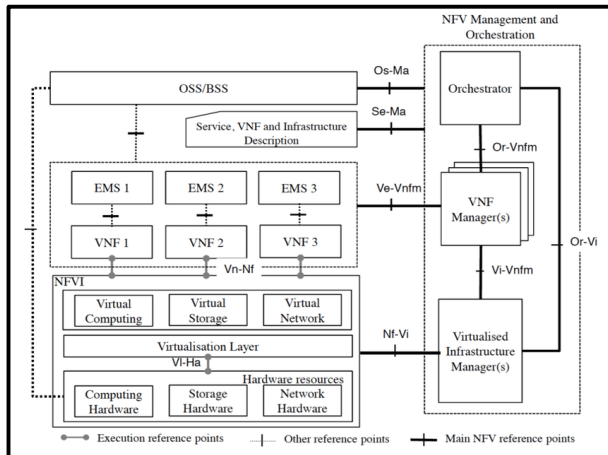 NFV Management and
Orchestration
Os-Ma
OSS/BSS
Orchestrator
Se-Ma
Service, VNF and Infrastructure
Description
Or-Vnfm
EMS 1
EMS 2
EMS 3
Ve-Vnfm
VNF
Manager(s)
VNF 1
VNF 2
VNF 3
Or-Vi
Vn-Nf
Vi-Vnfm
NFVI
Virtual
Computing
Virtual
Storage
Virtual
Network
Nf-Vi
Virtualised
Infrastructure
Manager(s)
Virtualisation Layer
Vl-Ha
Hardware resources
Computing
Hardware
Storage
Hardware
Network
Hardware
Execution reference points
Other reference points
Main NFV reference points